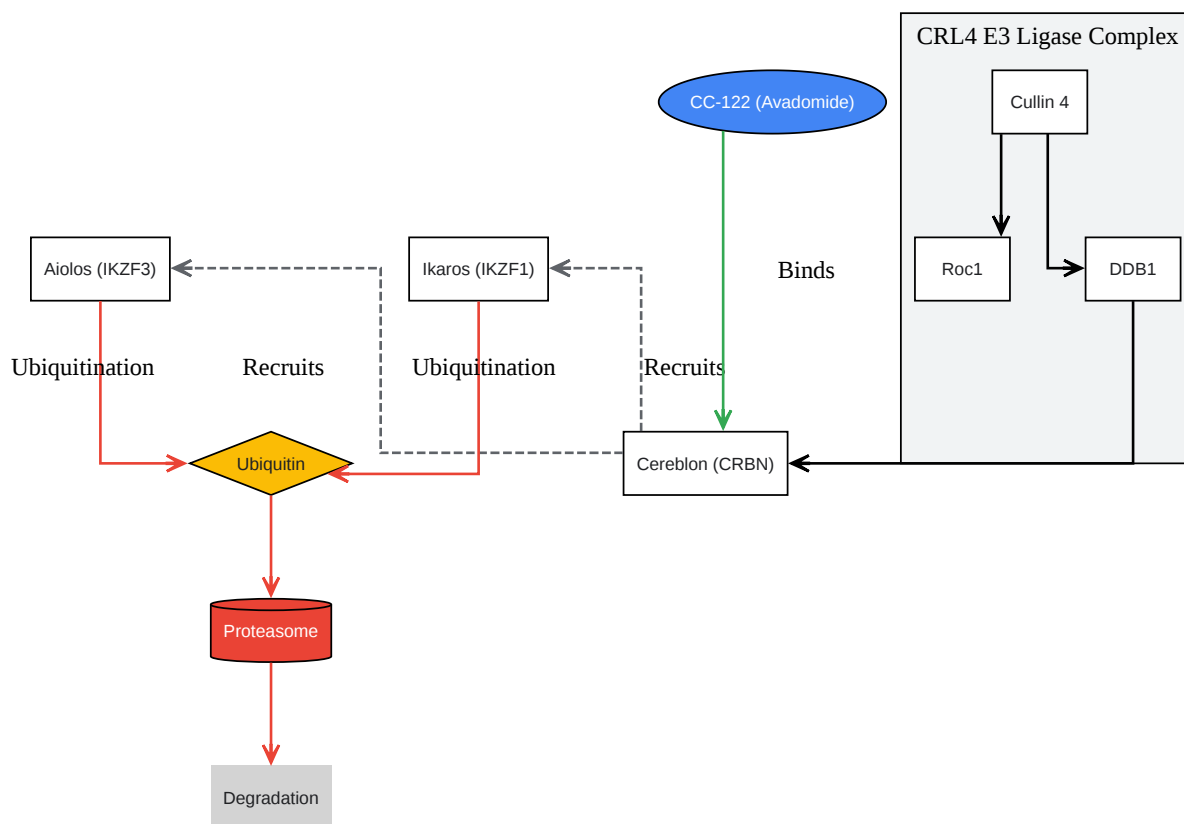 CRL4 E3 Ligase Complex
CC-122 (Avadomide)
Cullin 4
Aiolos (IKZF3)
Ikaros (IKZF1)
Binds
Roc1
DDB1
Ubiquitination
Recruits
Ubiquitination
Recruits
Ubiquitin
Cereblon (CRBN)
Proteasome
Degradation